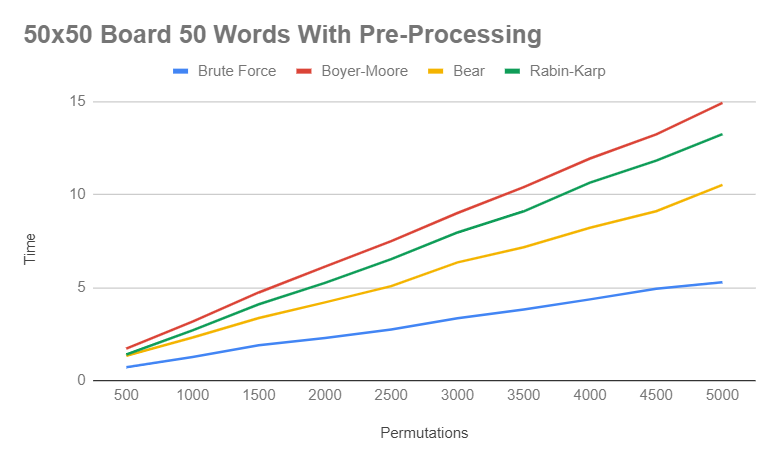 50x50 Board 50 Words With Pre-Processing
Brute Force Boyer-Moore Bear Rabin-Karp
15
10
5
0
Time
500 1000 1500 2000 2500 3000 3500 4000 4500 5000
Permutations